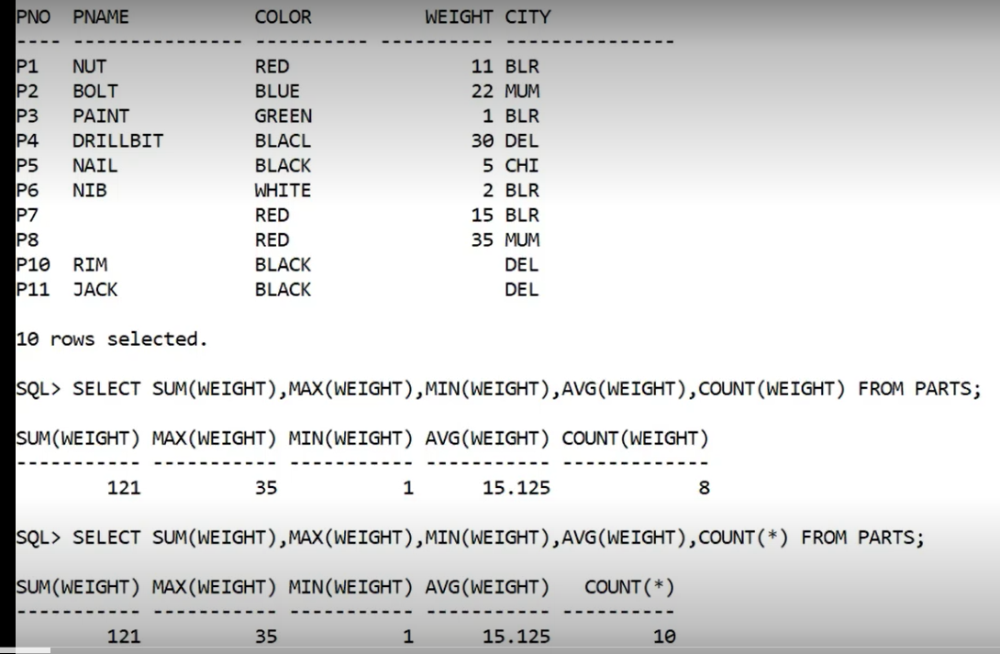 PNO PNAME COLOR WEIGHT CITY
---- --------------- ---------- ---------- ---------------
P1 NUT RED 11 BLR
P2 BOLT BLUE 22 MUM
P3 PAINT GREEN 1 BLR
P4 DRILLBIT BLACL 30 DEL
P5 NAIL BLACK 5 CHI
P6 NIB WHITE 2 BLR
P7 RED 15 BLR
P8 RED 35 MUM
P10 RIM BLACK DEL
P11 JACK BLACK DEL
10 rows selected.
SQL> SELECT SUM(WEIGHT),MAX(WEIGHT),MIN(WEIGHT),AVG(WEIGHT),COUNT(WEIGHT) FROM PARTS;
SUM(WEIGHT) MAX(WEIGHT) MIN(WEIGHT) AVG(WEIGHT) COUNT(WEIGHT)
----------- ----------- ----------- ----------- -------------
121 35 1 15.125 8
SQL> SELECT SUM(WEIGHT),MAX(WEIGHT),MIN(WEIGHT),AVG(WEIGHT),COUNT(*) FROM PARTS;
SUM(WEIGHT) MAX(WEIGHT) MIN(WEIGHT) AVG(WEIGHT) COUNT(*)
----------- ----------- ----------- ----------- ----------
121 35 1 15.125 10